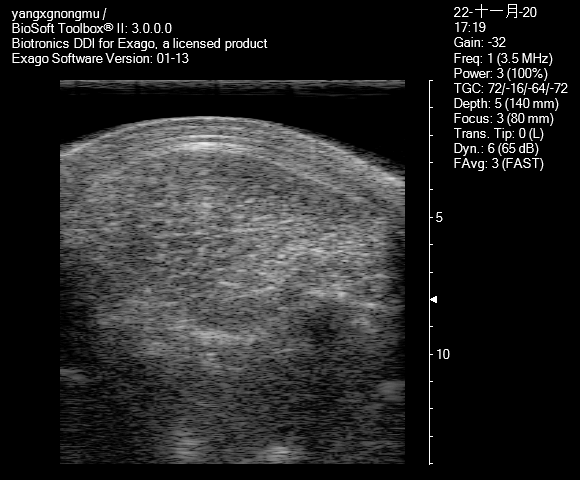 yangxgnongmu /
BioSoft Toolbox® II: 3.0.0.0
Biotronics DDI for Exago, a licensed product
Exago Software Version: 01-13
22-十一月-20
17:19
Gain: -32
Freq: 1 (3.5 MHz)
Power: 3 (100%)
TGC: 72/-16/-64/-72
Depth: 5 (140 mm)
Focus: 3 (80 mm)
Trans. Tip: 0 (L)
Dyn.: 6 (65 dB)
FAvg: 3 (FAST)
5
10